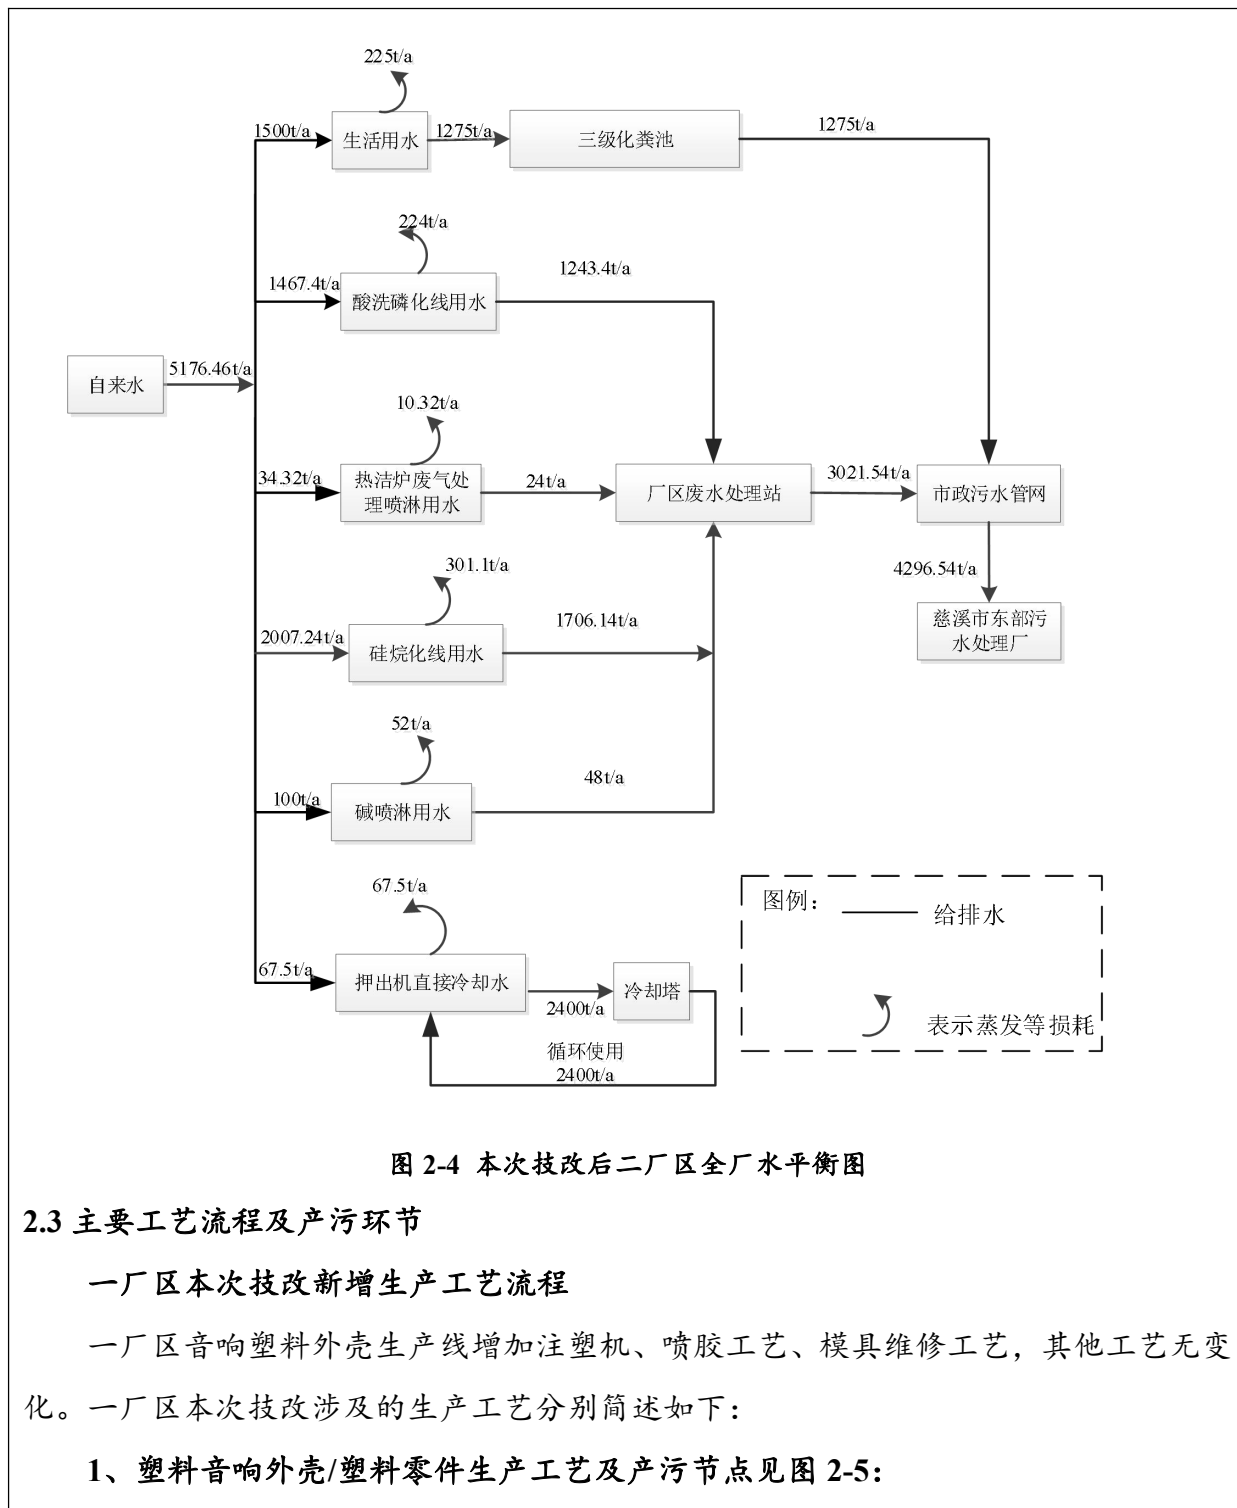 225t/a
1500t/a
生活用水
1275t/a
三级化粪池
1275t/a
224t/a
1467.4t/a
酸洗磷化线用水
1243.4t/a
自来水
5176.46t/a
10.32t/a
34.32t/a
热洁炉废气处
理喷淋用水
24t/a
厂区废水处理站
3021.54t/a
市政污水管网
4296.54t/a
慈溪市东部污
水处理厂
301.1t/a
2007.24t/a
硅烷化线用水
1706.14t/a
52t/a
100t/a
碱喷淋用水
48t/a
67.5t/a
67.5t/a
押出机直接冷却水
2400t/a
冷却塔
循环使用
2400t/a
图例：
给排水
表示蒸发等损耗
图 2-4 本次技改后二厂区全厂水平衡图
2.3 主要工艺流程及产污环节
一厂区本次技改新增生产工艺流程
一厂区音响塑料外壳生产线增加注塑机、喷胶工艺、模具维修工艺，其他工艺无变
化。一厂区本次技改涉及的生产工艺分别简述如下：
1、塑料音响外壳/塑料零件生产工艺及产污节点见图 2-5：